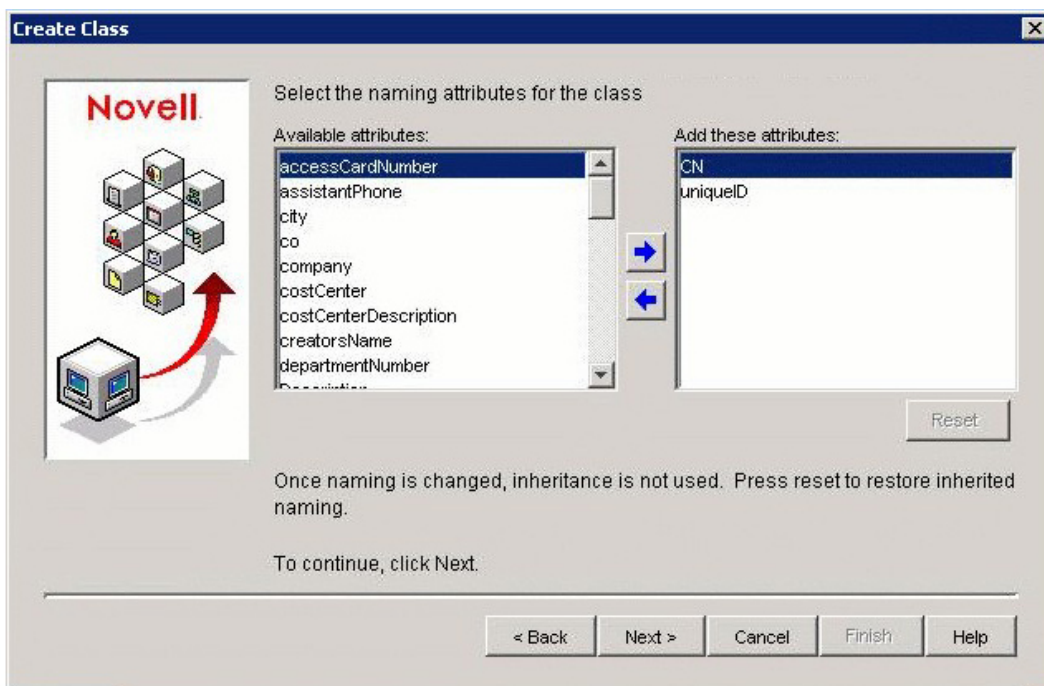 Create Class
Novell.
Select the naming attributes for the class
Available attributes:
accessCardNumber
assistantPhone
city
co
company
costCenter
costCenterDescription
creatorsName
departmentNumber
Add these attributes:
CN
uniqueID
Reset
Once naming is changed, inheritance is not used. Press reset to restore inherited
naming.
To continue, click Next.
< Back
Next >
Cancel
Finish
Help